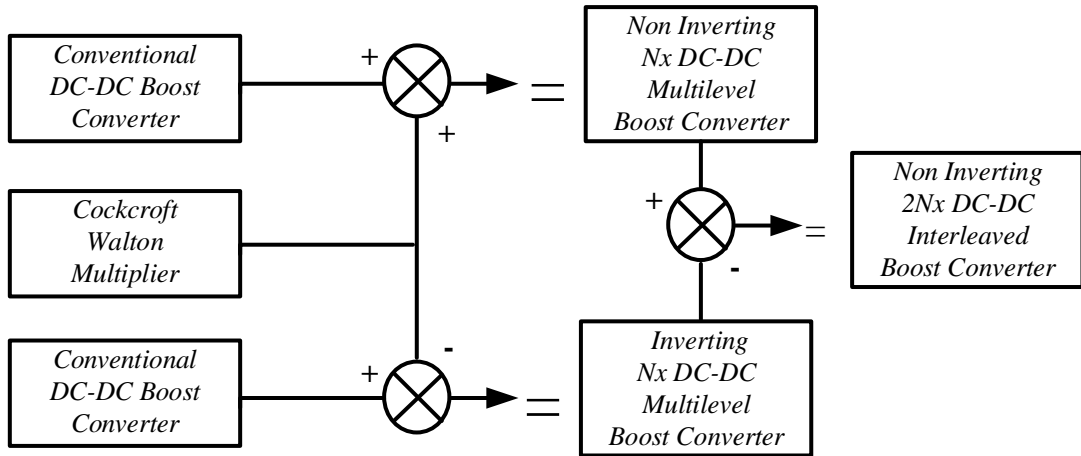 Conventional
DC-DC Boost
Converter
+
+
=
Non Inverting
Nx DC-DC
Multilevel
Boost Converter
Cockcroft
Walton
Multiplier
+
-
=
Non Inverting
2Nx DC-DC
Interleaved
Boost Converter
Conventional
DC-DC Boost
Converter
+
-
=
Inverting
Nx DC-DC
Multilevel
Boost Converter